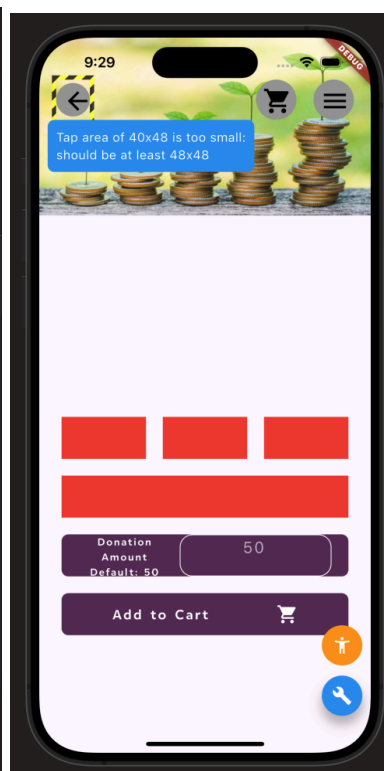 9:29
DEBUG
Tap area of 40x48 is too small:
should be at least 48x48
Donation
Amount
Default: 50
50
Add to Cart